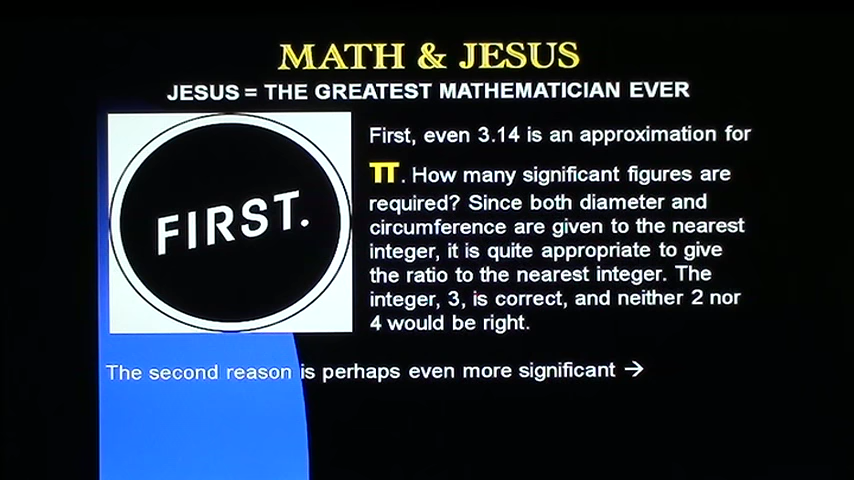 MATH & JESUS
JESUS = THE GREATEST MATHEMATICIAN EVER
FIRST.
First, even 3.14 is an approximation for
π. How many significant figures are
required? Since both diameter and
circumference are given to the nearest
integer, it is quite appropriate to give
the ratio to the nearest integer. The
integer, 3, is correct, and neither 2 nor
4 would be right.
The second reason is perhaps even more significant →